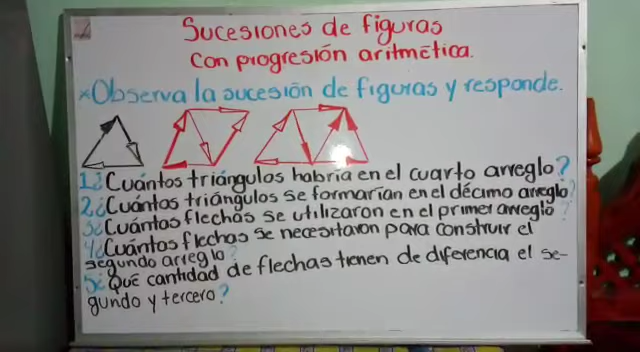 Sucesiones de figuras
con progresión aritmética.
*Observa la sucesión de figuras y responde.
1¿Cuántos triángulos habría en el cuarto arreglo?
2¿Cuántos triángulos se formarían en el décimo arreglo?
3¿Cuántos flechas se utilizaron en el primer arreglo?
4¿Cuántos flechas se necesitaron para construir el
segundo arreglo?
5¿Qué cantidad de flechas tienen de diferencia el se-
gundo y tercero?